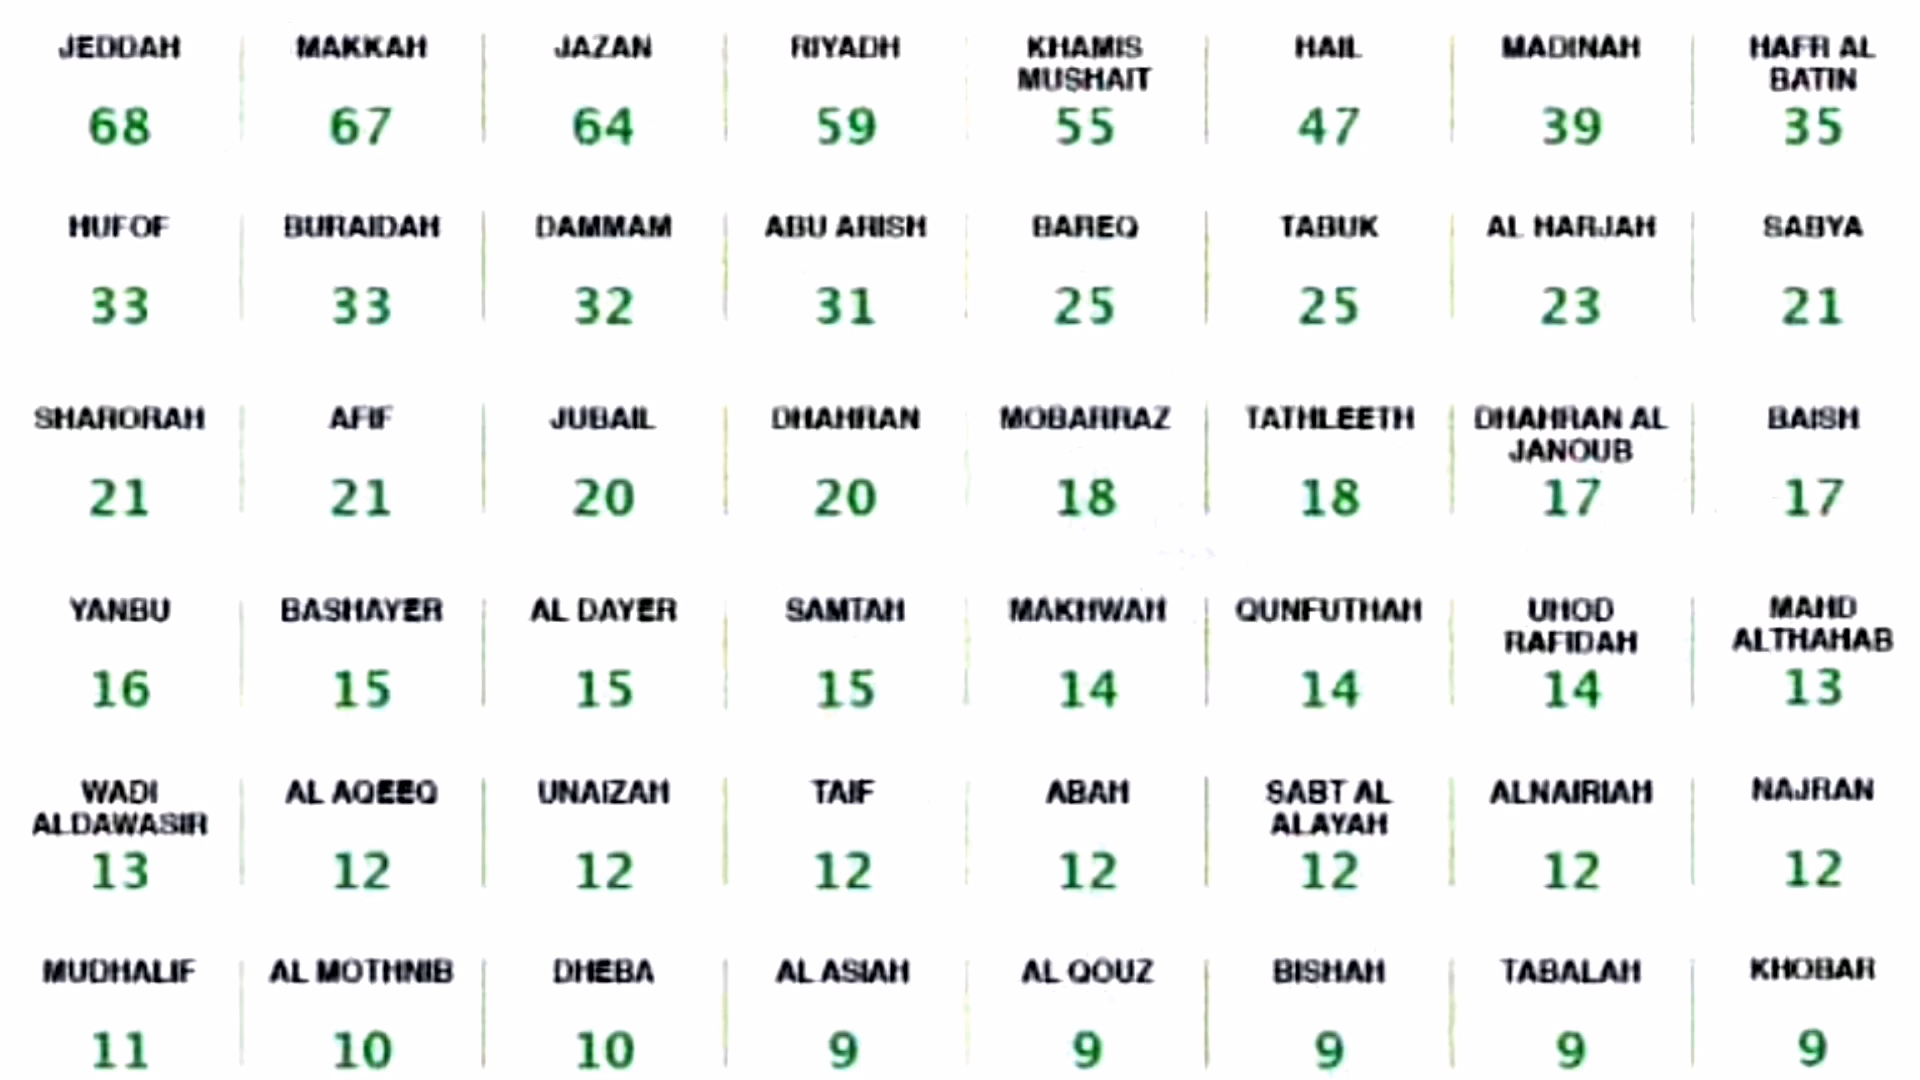 JEDDAH MAKKAH JAZAN RIYADH KHAMIS MUSHAIT HAIL MADINAH HAFR AL BATIN
68 67 64 59 55 47 39 35
HUFOF BURAIDAH DAMMAM ABU ARISH BAREQ TABUK AL HARJAH SABYA
33 33 32 31 25 25 23 21
SHARORAH AFIF JUBAIL DHAHRAN MOBARRAZ TATHLEETH DHAHRAN AL JANOUB BAISH
21 21 20 20 18 18 17 17
YANBU BASHAYER AL DAYER SAMTAH MAKHWAH QUNFUTHAH UHOD RAFIDAH MAHD ALTHAHAB
16 15 15 15 14 14 14 13
WADI ALDAWASIR AL AQEEQ UNAIZAH TAIF ABAH SABT AL ALAYAH ALNAIRIAH NAJRAN
13 12 12 12 12 12 12 12
MUDHALIF AL MOTHNIB DHEBA AL ASIAH AL QOUZ BISHAH TABALAH KHOBAR
11 10 10 9 9 9 9 9